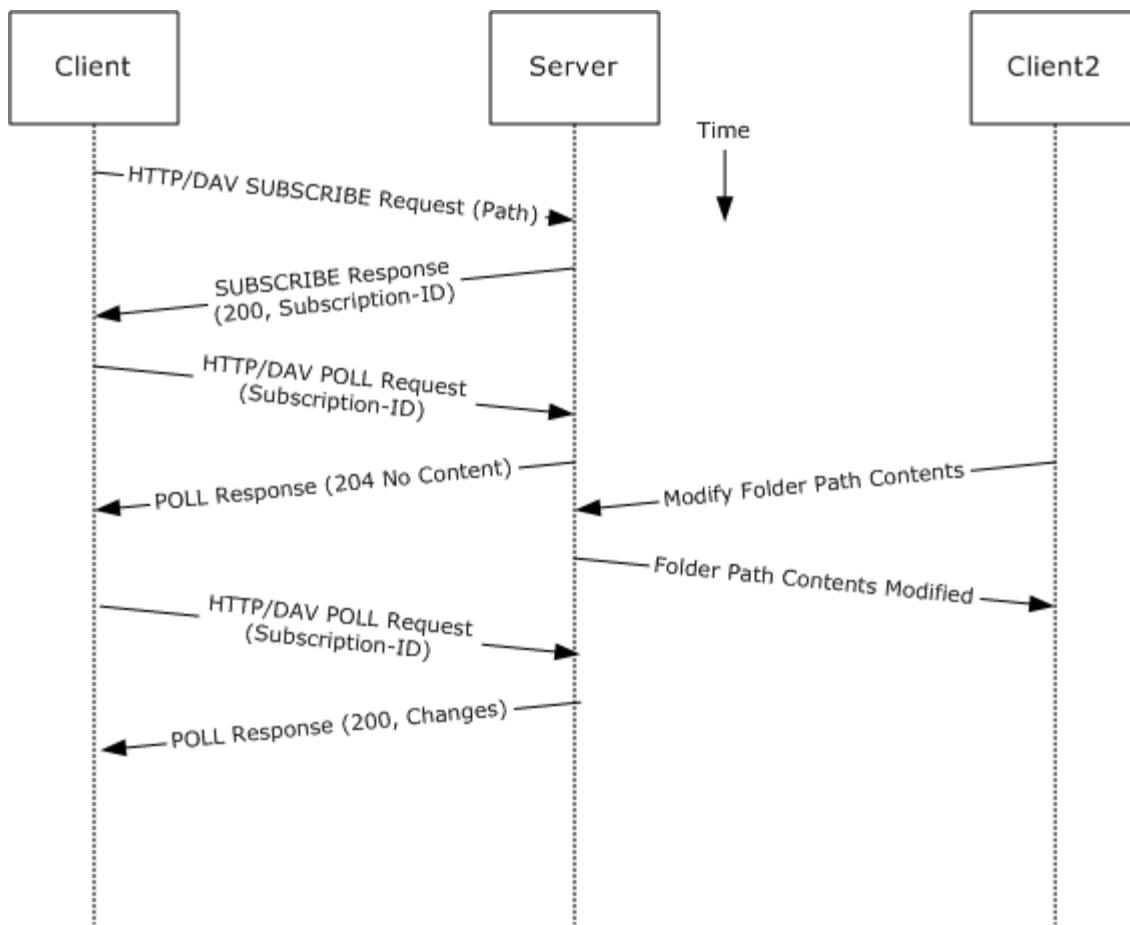 Client
Server
Client2
Time
HTTP/DAV SUBSCRIBE Request (Path)
SUBSCRIBE Response
(200, Subscription-ID)
HTTP/DAV POLL Request
(Subscription-ID)
POLL Response (204 No Content)
Modify Folder Path Contents
Folder Path Contents Modified
HTTP/DAV POLL Request
(Subscription-ID)
POLL Response (200, Changes)